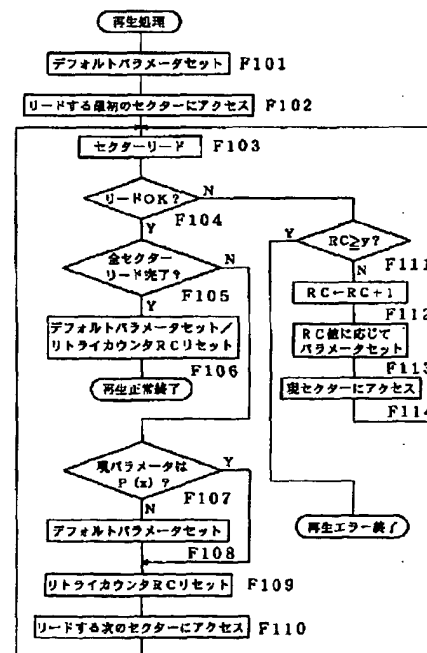 再生処理
デフォルトパラメータセット F101
リードする最初のセクターにアクセス F102
セクターリード F103
リードOK? N
F104
Y
全セクター N
リード完了?
F105
Y
デフォルトパラメータセット/
リトライカウンタRCリセット
F106
再生正常終了
Y RC≧y?
F111
N
RC←RC+1
F112
RC値に応じて
パラメータセット
F113
現セクターにアクセス
F114
現パラメータは Y
P(x)?
F107
N
デフォルトパラメータセット
F108
再生エラー終了
リトライカウンタRCリセット F109
リードする次のセクターにアクセス F110